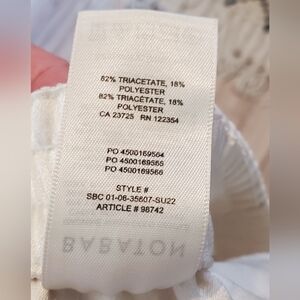 82% TRIACETATE, 18%
POLYESTER
82% TRIACÉTATE, 18%
POLYESTER
CA 23725 RN 122354
PO 4500169564
PO 4500169565
PO 4500169566
STYLE #
SBC 01-06-35607-SU22
ARTICLE # 98742
BABATON